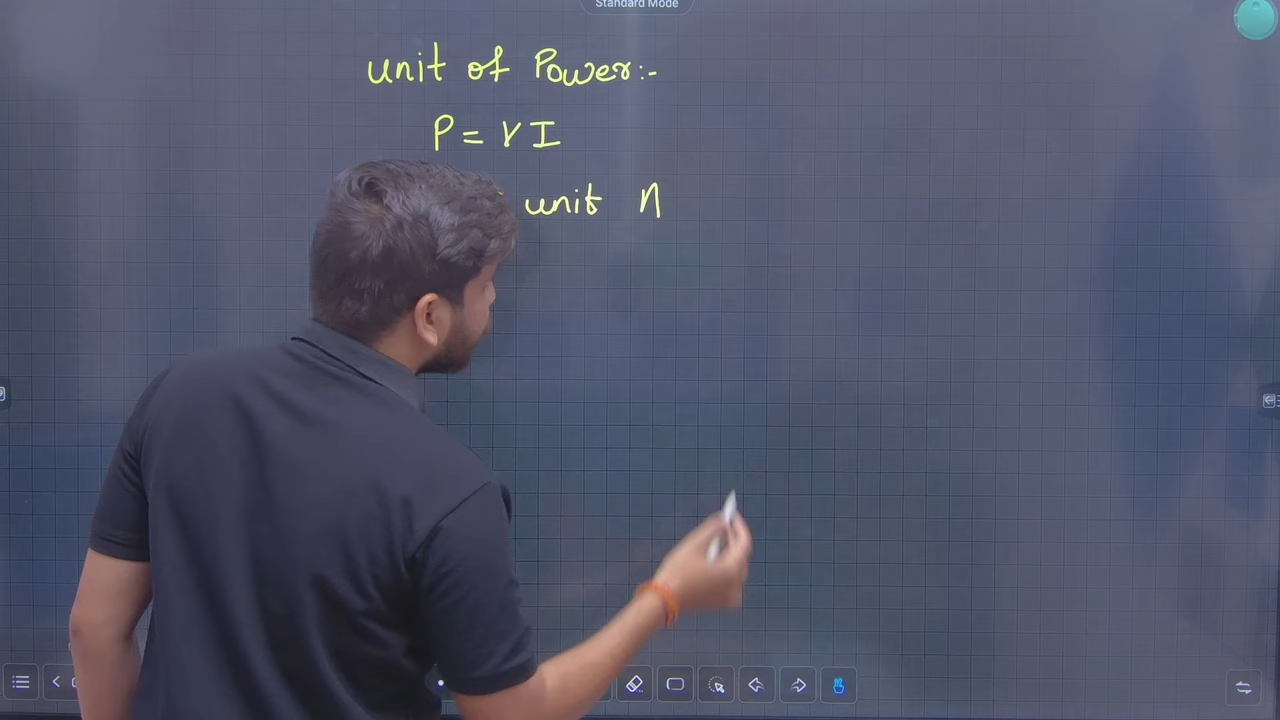 Standard Mode
unit of Power:-
P = V I
unit